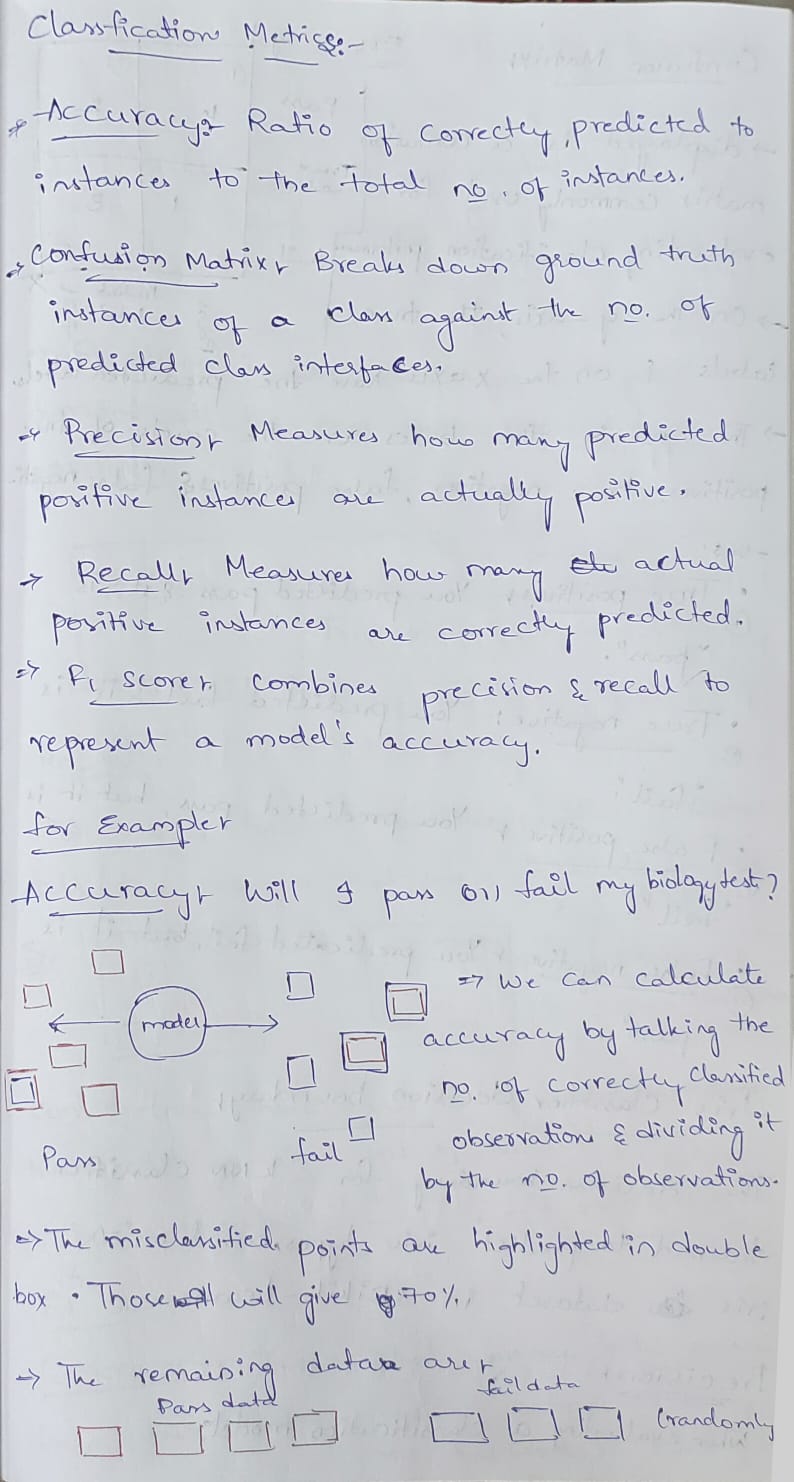 Classfication Metrics:-
* Accuracy:- Ratio of correctly predicted to
instances to the total no. of instances.
→ Confusion Matrix:- Breaks down ground truth
instances of a class against the no. of
predicted class interfaces.
→ Precision:- Measures how many predicted
positive instances are actually positive.
→ Recall:- Measures how many actual
positive instances are correctly predicted.
⇒ F1 score:- combines precision & recall to
represent a model's accuracy.
for Example:-
Accuracy:- Will I pass or fail my biology test?
model
Pass
fail
⇒ We can calculate
accuracy by talking the
no. of correctly classified
observation & dividing it
by the no. of observations.
⇒ The misclassified points are highlighted in double
box. Those will give 70%.
→ The remaining data are:-
Pass data fail data
(randomly